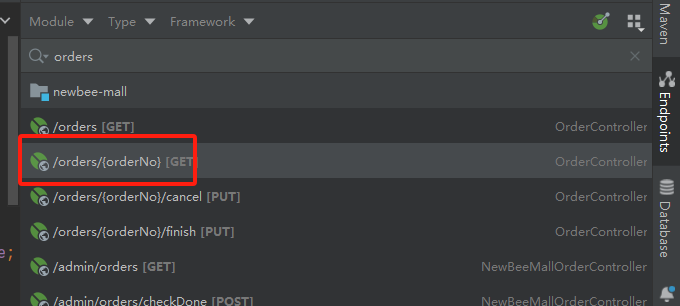 Module Type Framework
orders
newbee-mall
/orders [GET] OrderController
/orders/{orderNo} [GET] OrderController
/orders/{orderNo}/cancel [PUT] OrderController
/orders/{orderNo}/finish [PUT] OrderController
/admin/orders [GET] NewBeeMallOrderController
/admin/orders/checkDone [POST] NewBeeMallOrderController
e;
Maven
Endpoints
Database